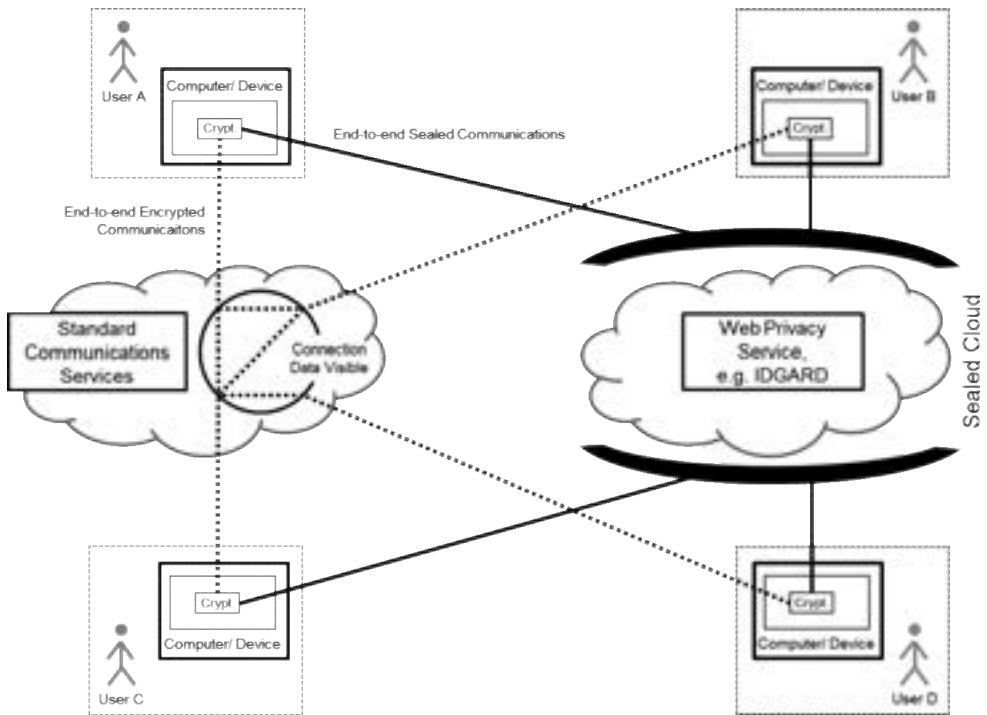 User A
Computer/ Device
Crypt
Computer/ Device
Crypt
User B
End-to-end Sealed Communications
End-to-end Encrypted
Communicaitons
Standard
Communications
Services
Connection
Data Visible
Web Privacy
Service,
e.g. IDGARD
Sealed Cloud
Crypt
Computer/ Device
User C
Crypt
Computer/ Device
User D